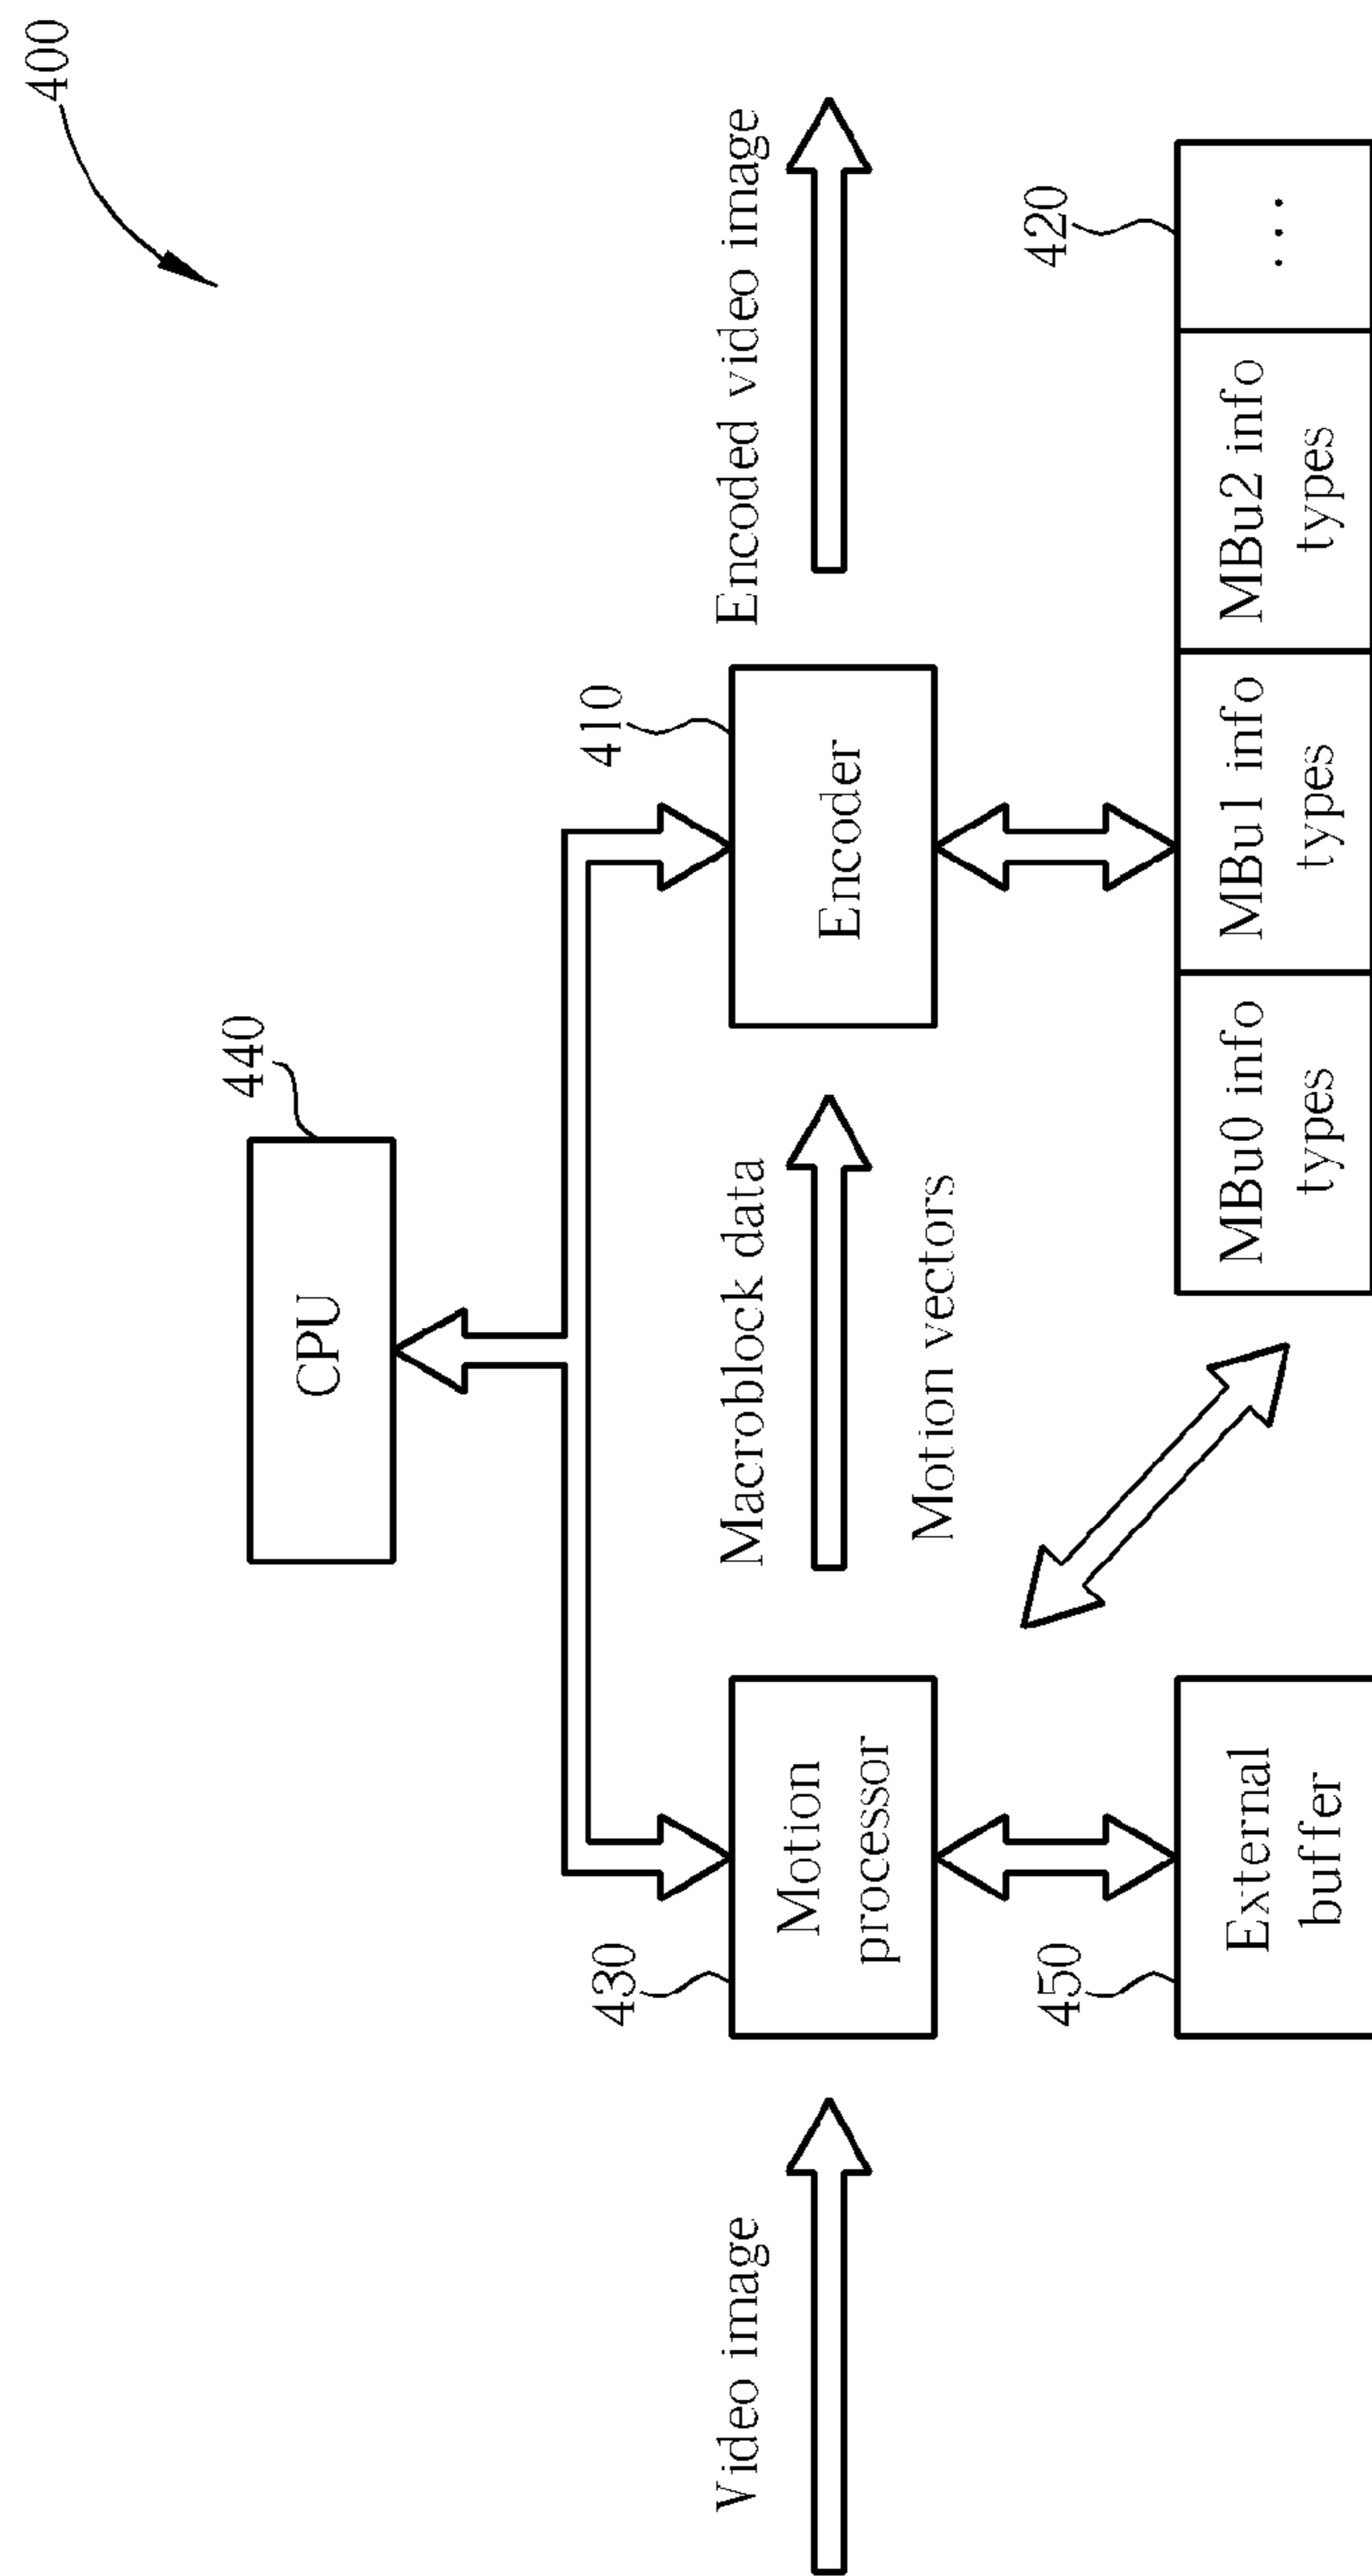 400
440
CPU
Video image
430
Motion
processor
Macroblock data
Motion vectors
410
Encoder
Encoded video image
450
External
buffer
420
MBu0 info
types
MBu1 info
types
MBu2 info
types
...